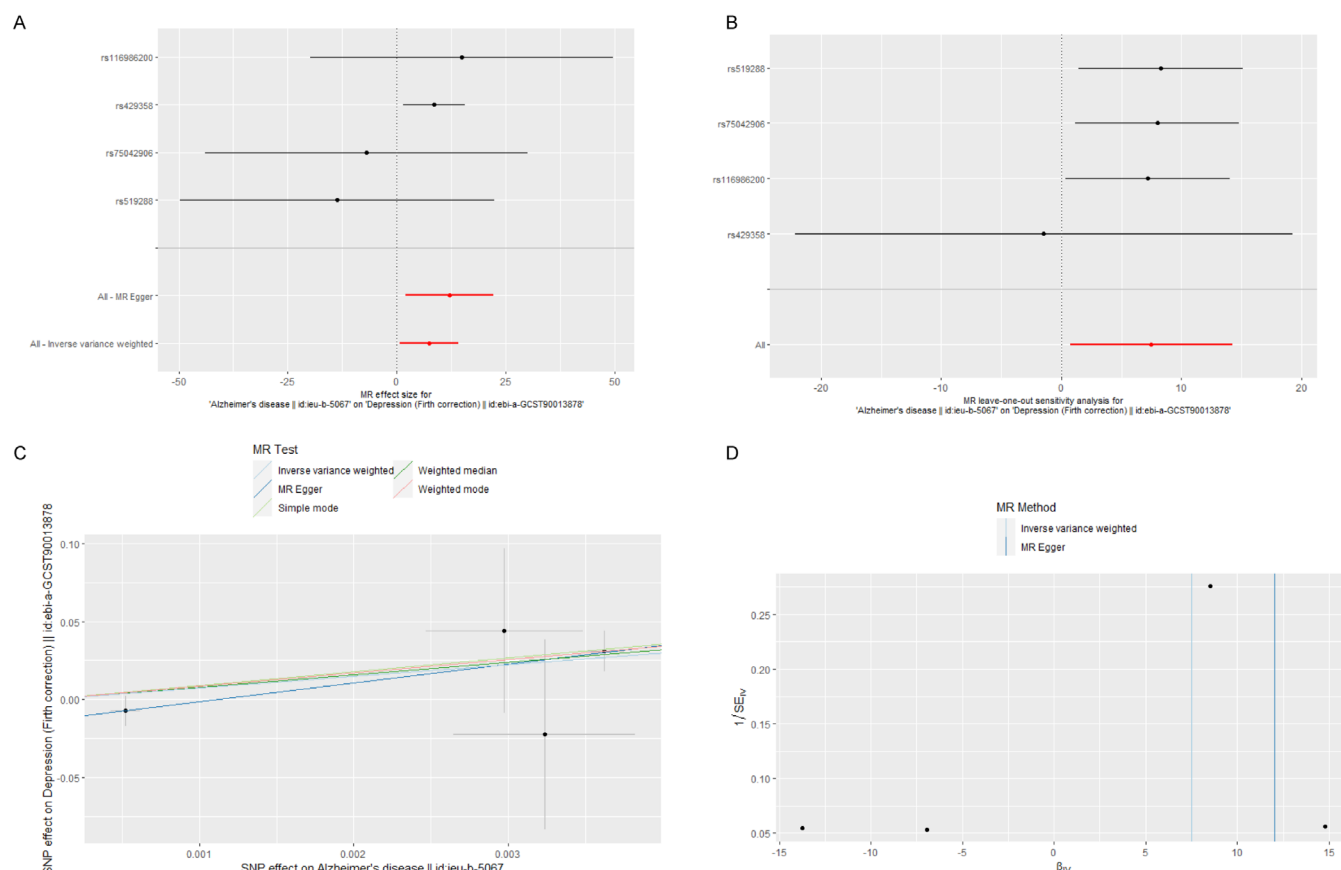 A
rs116986200
rs429358
rs75042906
rs519288
All - MR Egger
All - Inverse variance weighted
-50
-25
0
25
50
MR effect size for
'Alzheimer's disease || id:ieu-b-5067' on 'Depression (Firth correction) || id:ebi-a-GCST90013878'
B
rs519288
rs75042906
rs116986200
rs429358
All
-20
-10
0
10
20
MR leave-one-out sensitivity analysis for
'Alzheimer's disease || id:ieu-b-5067' on 'Depression (Firth correction) || id:ebi-a-GCST90013878'
C
MR Test
Inverse variance weighted
MR Egger
Simple mode
Weighted median
Weighted mode
SNP effect on Depression (Firth correction) || id:ebi-a-GCST90013878
0.10
0.05
0.00
-0.05
0.001
0.002
0.003
SNP effect on Alzheimer's disease || id:ieu-b-5067
D
MR Method
Inverse variance weighted
MR Egger
1/SEIV
0.25
0.20
0.15
0.10
0.05
-15
-10
-5
0
5
10
15
βIV